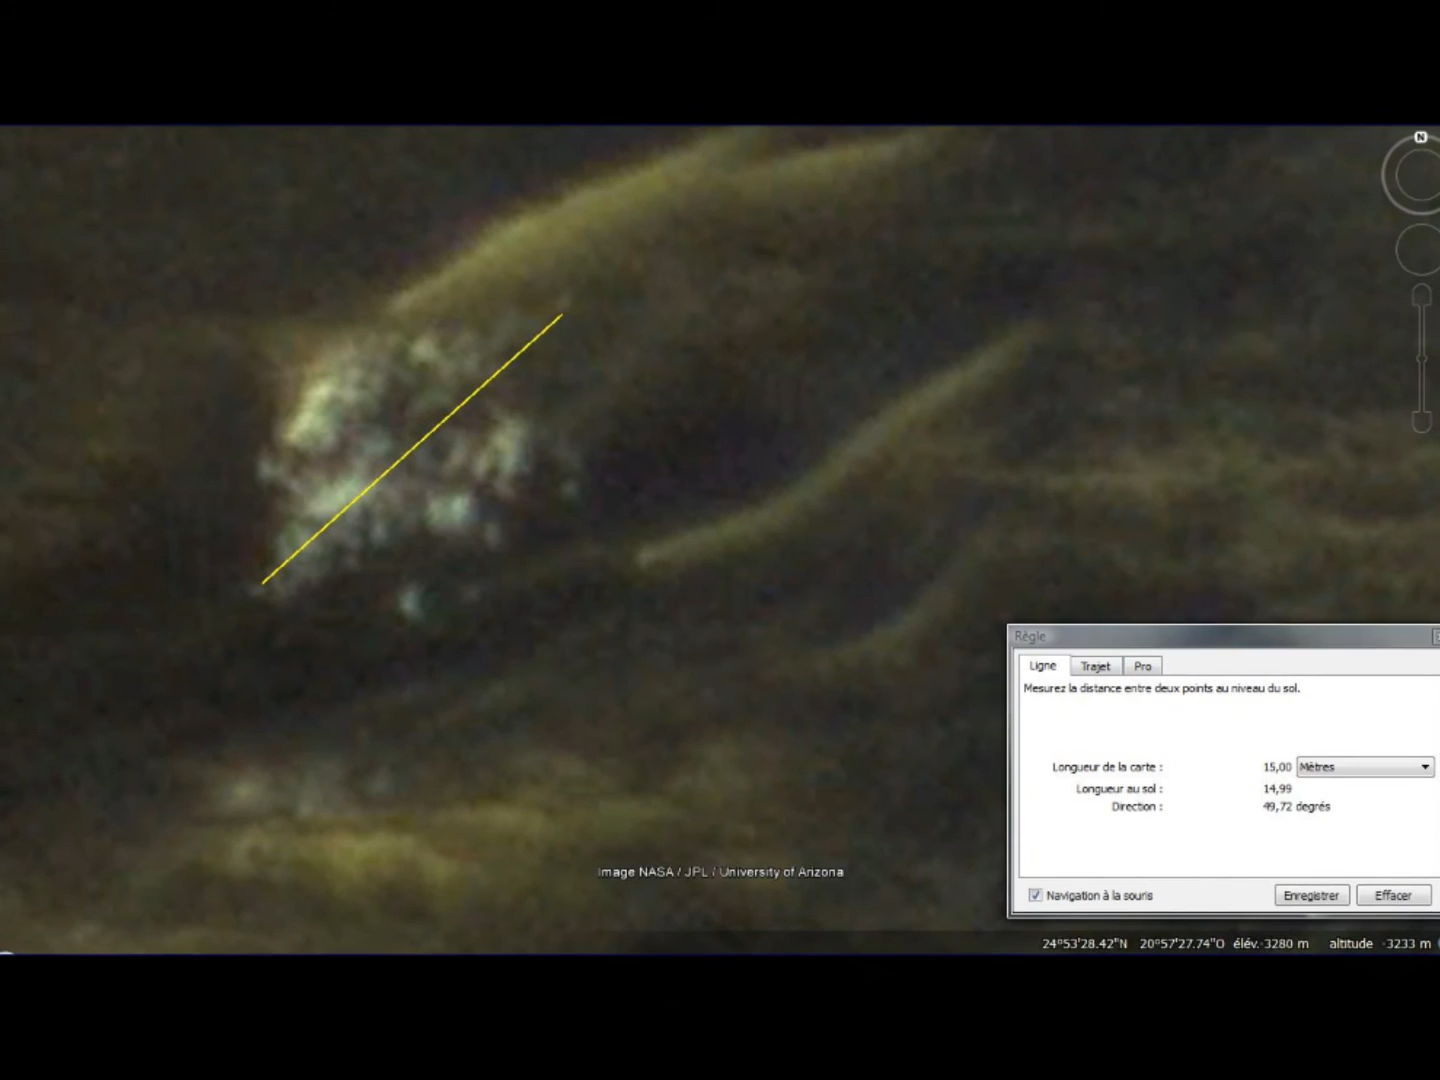 N
Règle
Ligne Trajet Pro
Mesurez la distance entre deux points au niveau du sol.
Longueur de la carte : 15,00 Mètres
Longueur au sol : 14,99
Direction : 49,72 degrés
Image NASA / JPL / University of Arizona
Navigation à la souris Enregistrer Effacer
24°53'28.42"N 20°57'27.74"O élév.-3280 m altitude -3233 m